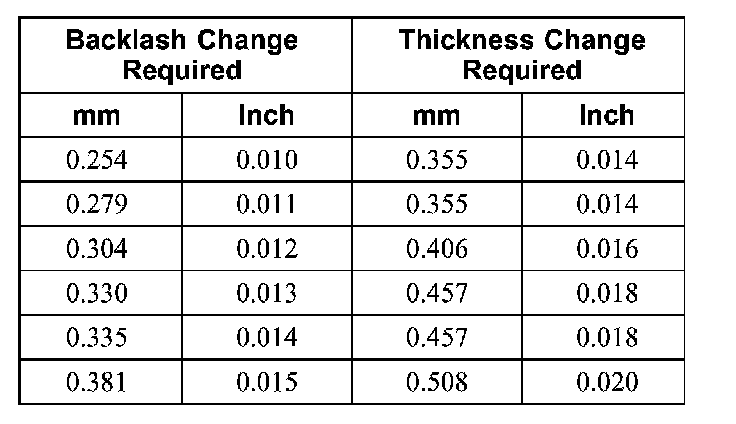 Backlash Change Required Thickness Change Required
mm Inch mm Inch
0.254 0.010 0.355 0.014
0.279 0.011 0.355 0.014
0.304 0.012 0.406 0.016
0.330 0.013 0.457 0.018
0.335 0.014 0.457 0.018
0.381 0.015 0.508 0.020